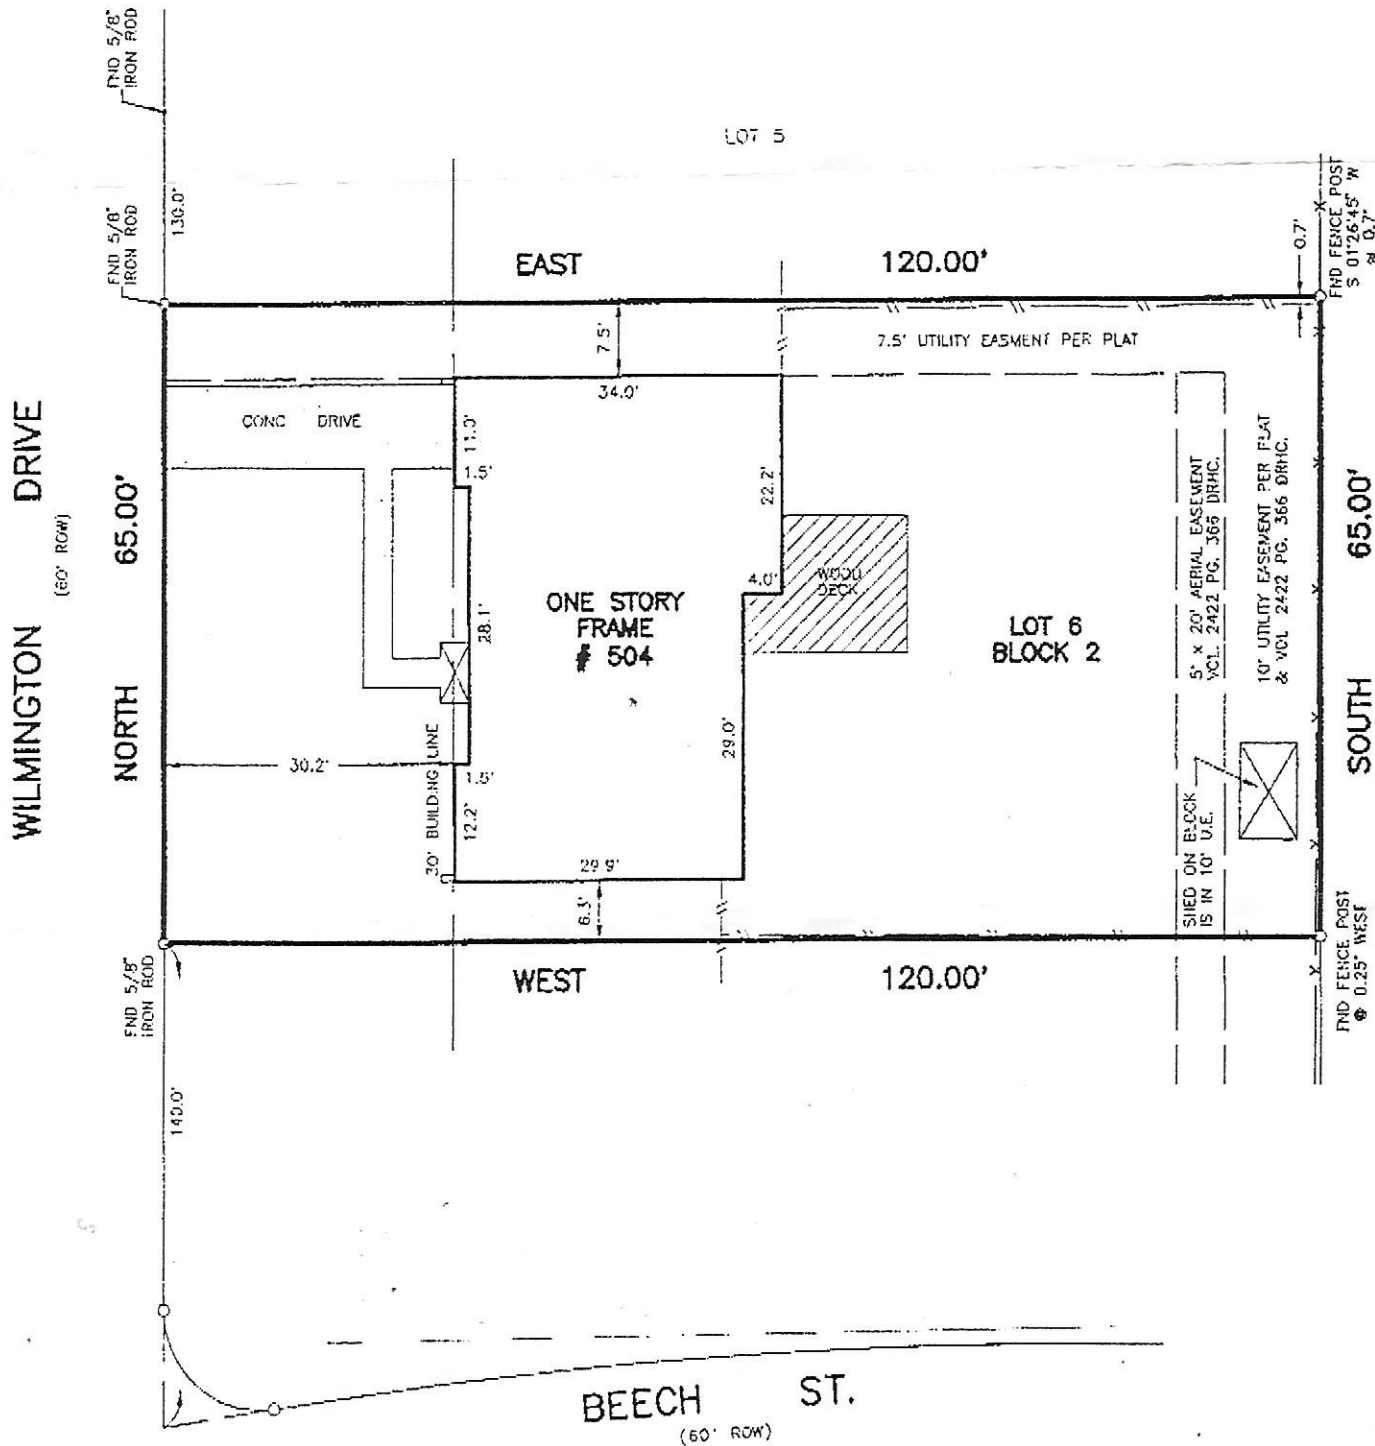 FND 5/8"
IRON ROD
LOT 5
130.0'
FND 5/8"
IRON ROD
EAST 120.00'
0.7'
FND FENCE POST
S 01°26'45" W
@ 0.7'
7.5'
7.5' UTILITY EASMENT PER PLAT
34.0'
CONC DRIVE
11.0'
1.5'
22.2'
WILMINGTON DRIVE
(60' ROW)
NORTH 65.00'
28.1'
ONE STORY
FRAME
# 504
4.0'
WOOD
DECK
LOT 6
BLOCK 2
5' x 20' AERIAL EASEMENT
VOL. 2422 PG. 366 DRHC.
10' UTILITY EASEMENT PER PLAT
& VOL 2422 PG. 366 DRHC.
SOUTH 65.00'
30.2'
30' BUILDING LINE
12.2'
29.0'
29.9'
6.3'
SHED ON BLOCK
IS IN 10' U.E.
WEST 120.00'
FND 5/8"
IRON ROD
FND FENCE POST
@ 0.25' WEST
140.0'
BEECH ST.
(60' ROW)